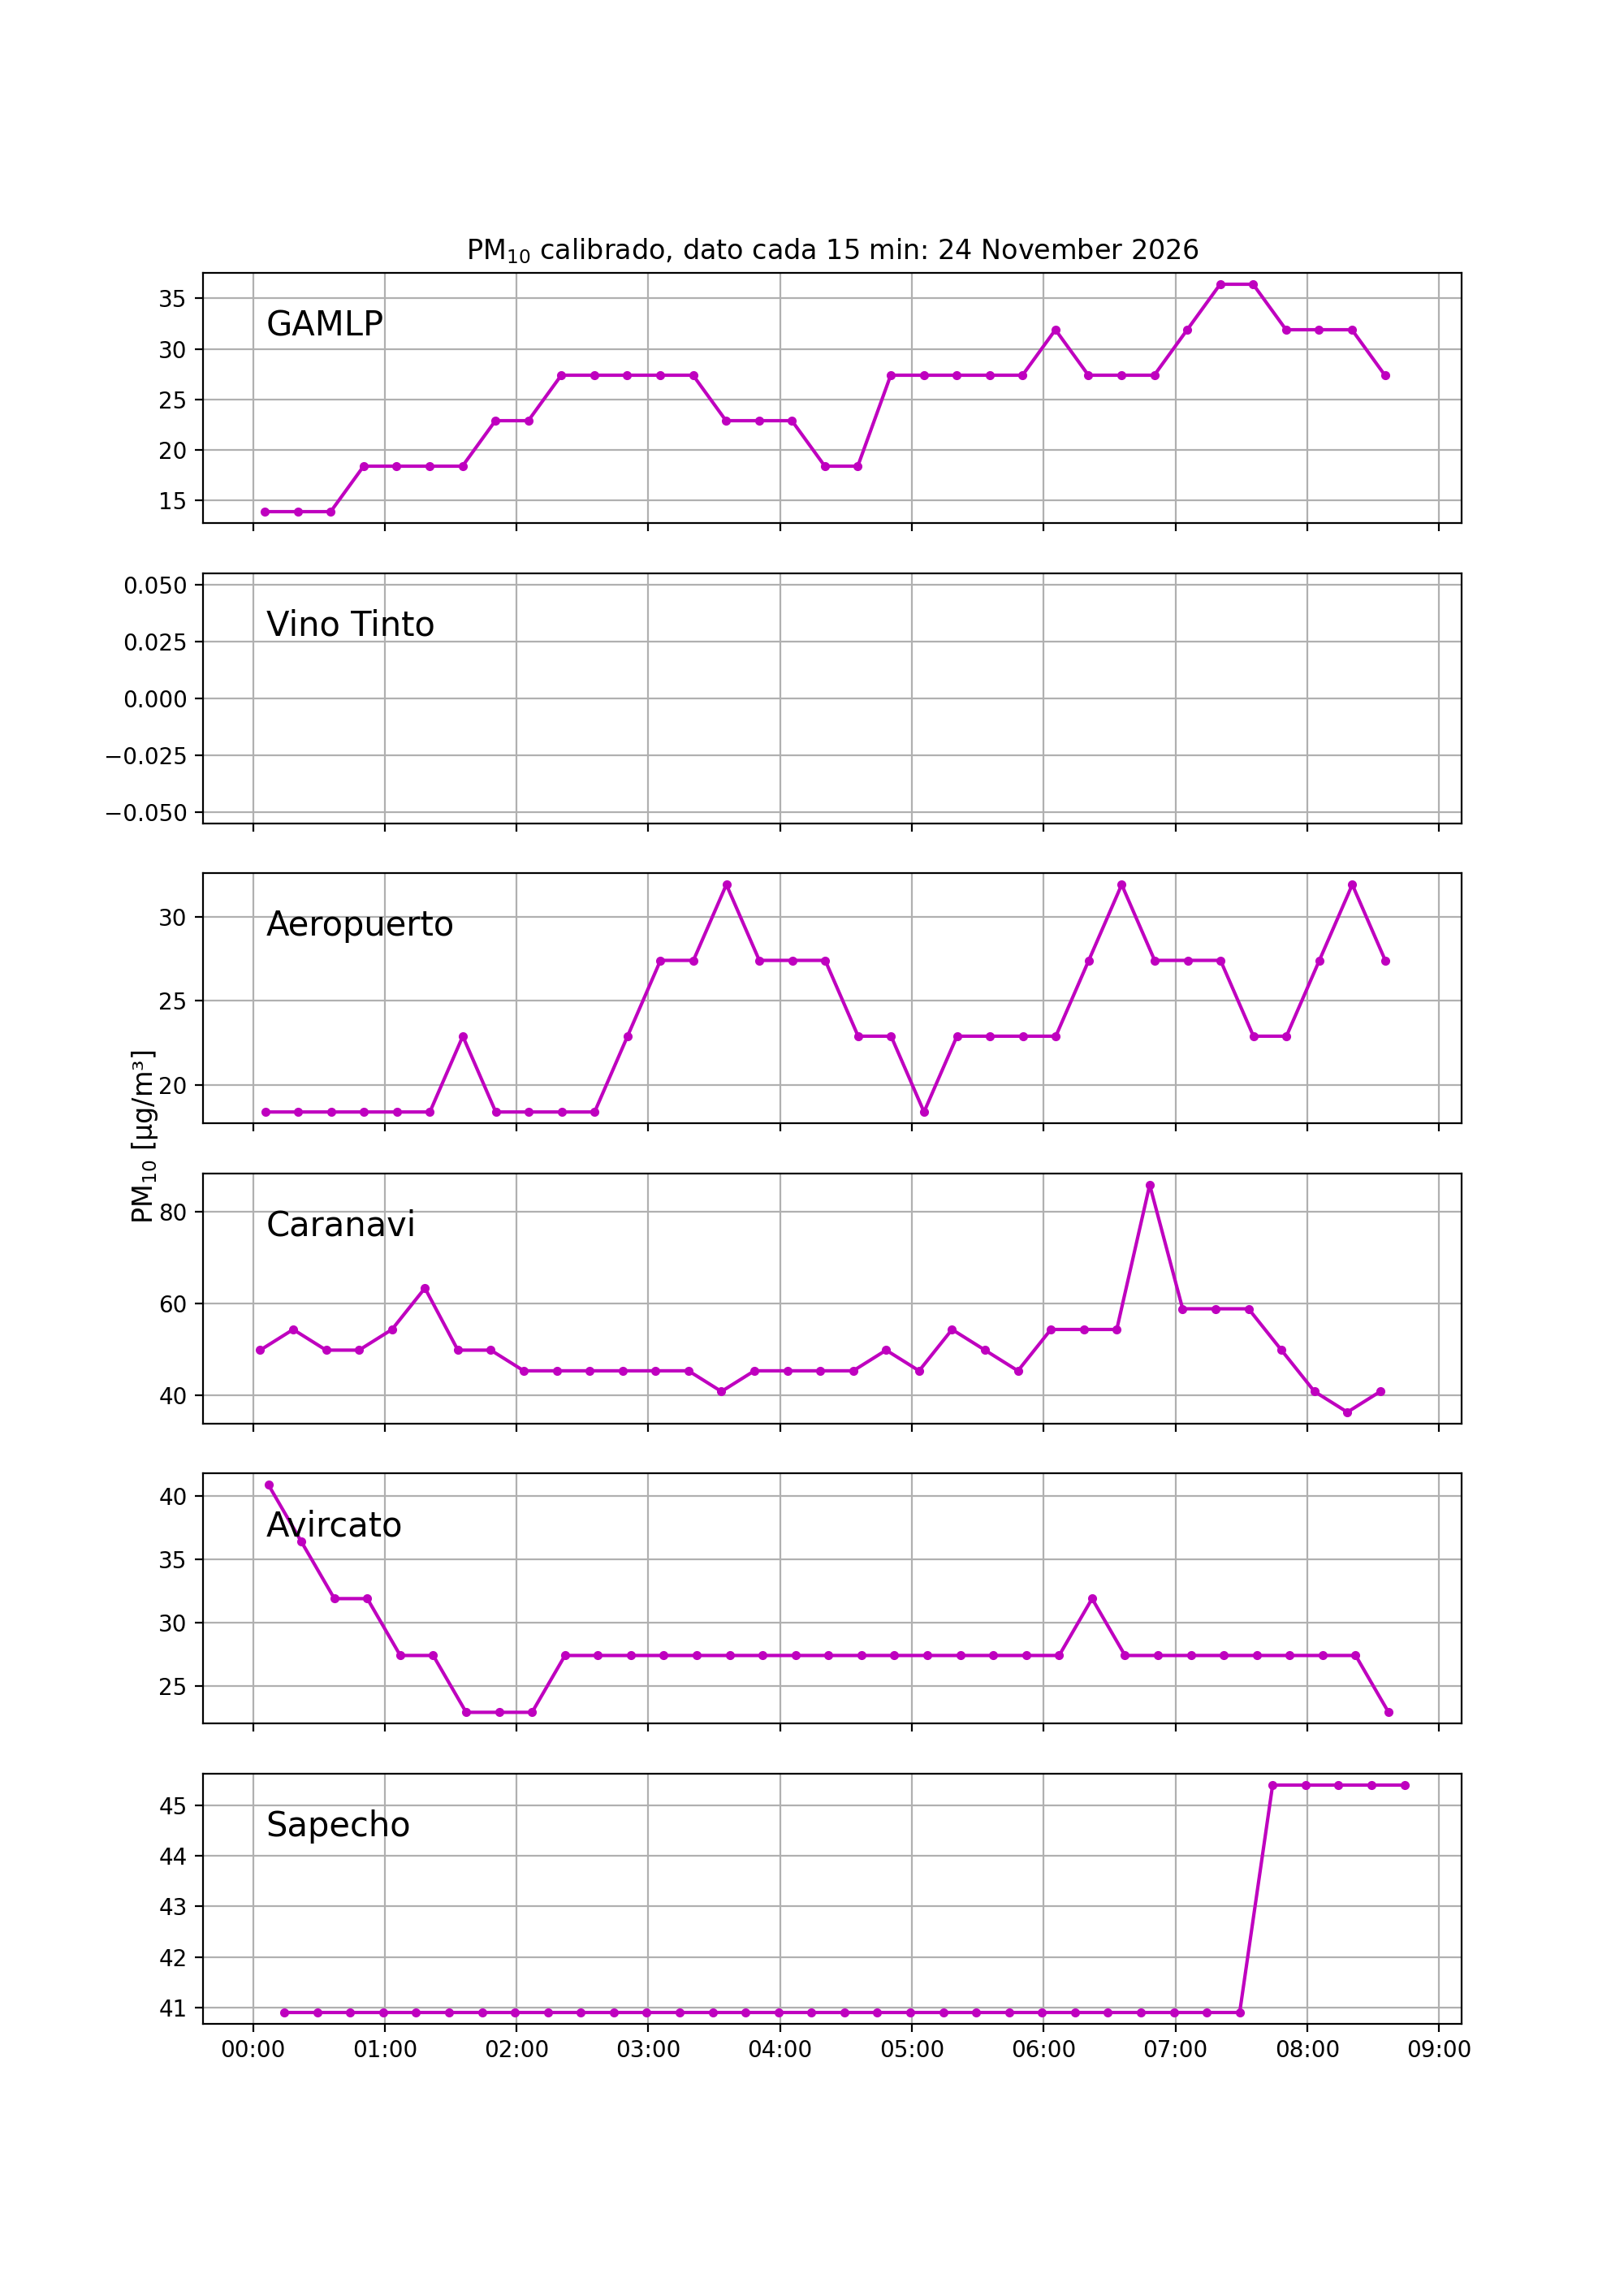 PM₁₀ calibrado, dato cada 15 min: 24 November 2026
35
GAMLP
30
25
20
15
0.050
Vino Tinto
0.025
0.000
−0.025
−0.050
30
Aeropuerto
25
20
PM₁₀ [µg/m³]
80
Caranavi
60
40
40
Avircato
35
30
25
45
Sapecho
44
43
42
41
00:00 01:00 02:00 03:00 04:00 05:00 06:00 07:00 08:00 09:00